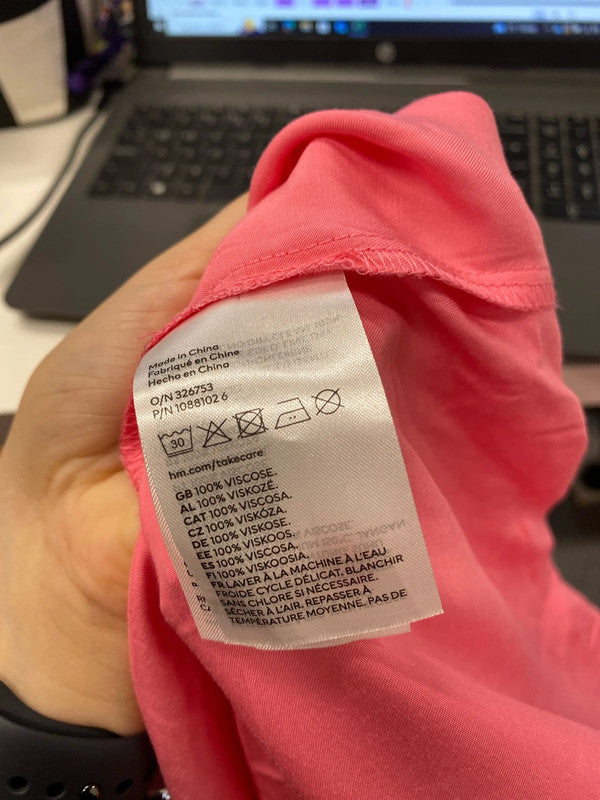 Made in China
Fabriqué en Chine
Hecho en China
O/N 326753
P/N 1088102 6
30
hm.com/takecare
GB 100% VISCOSE.
AL 100% VISKOZË.
CAT 100% VISCOSA.
CZ 100% VISKÓZA.
DE 100% VISKOSE.
EE 100% VISKOOS.
ES 100% VISCOSA.
FI 100% VISKOOSIA.
FR LAVER À LA MACHINE À L'EAU
FROIDE CYCLE DÉLICAT. BLANCHIR
SANS CHLORE SI NÉCESSAIRE.
SÉCHER À L'AIR. REPASSER À
TEMPÉRATURE MOYENNE. PAS DE
hp